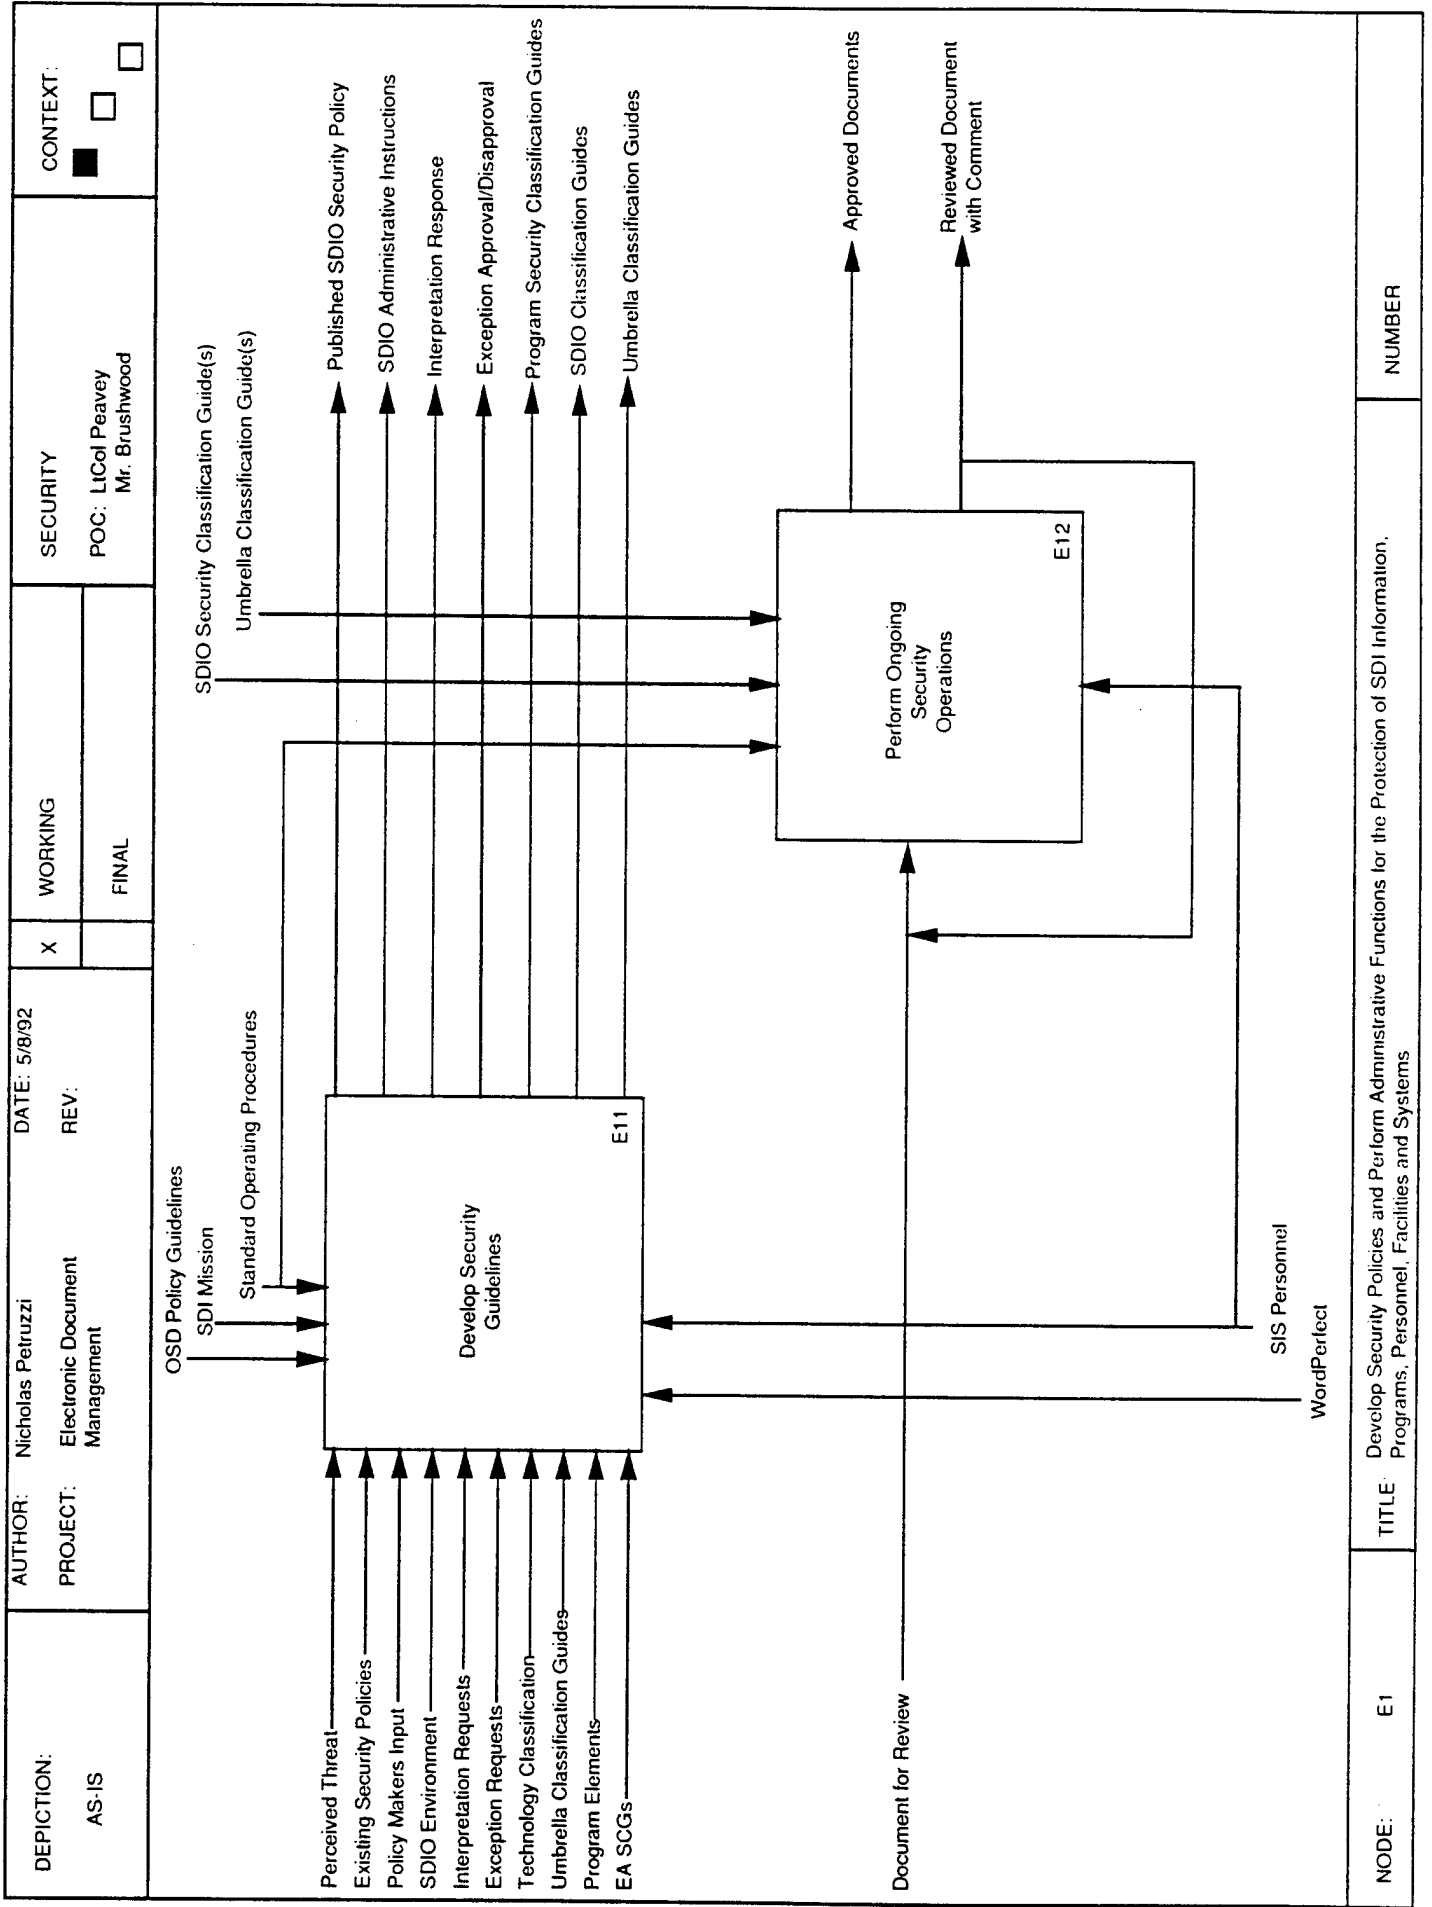 DEPICTION:
AS-IS
AUTHOR: Nicholas Petruzzi
DATE: 5/8/92
PROJECT: Electronic Document
Management
REV:
X WORKING
FINAL
SECURITY
POC: LtCol Peavey
Mr. Brushwood
CONTEXT:
OSD Policy Guidelines
SDI Mission
Standard Operating Procedures
SDIO Security Classification Guide(s)
Umbrella Classification Guide(s)
Perceived Threat
Existing Security Policies
Policy Makers Input
SDIO Environment
Interpretation Requests
Exception Requests
Technology Classification
Umbrella Classification Guides
Program Elements
EA SCGs
Develop Security
Guidelines
E11
Published SDIO Security Policy
SDIO Administrative Instructions
Interpretation Response
Exception Approval/Disapproval
Program Security Classification Guides
SDIO Classification Guides
Umbrella Classification Guides
Document for Review
Perform Ongoing
Security
Operations
E12
Approved Documents
Reviewed Document
with Comment
SIS Personnel
WordPerfect
NODE: E1
TITLE Develop Security Policies and Perform Administrative Functions for the Protection of SDI Information,
Programs, Personnel, Facilities and Systems
NUMBER